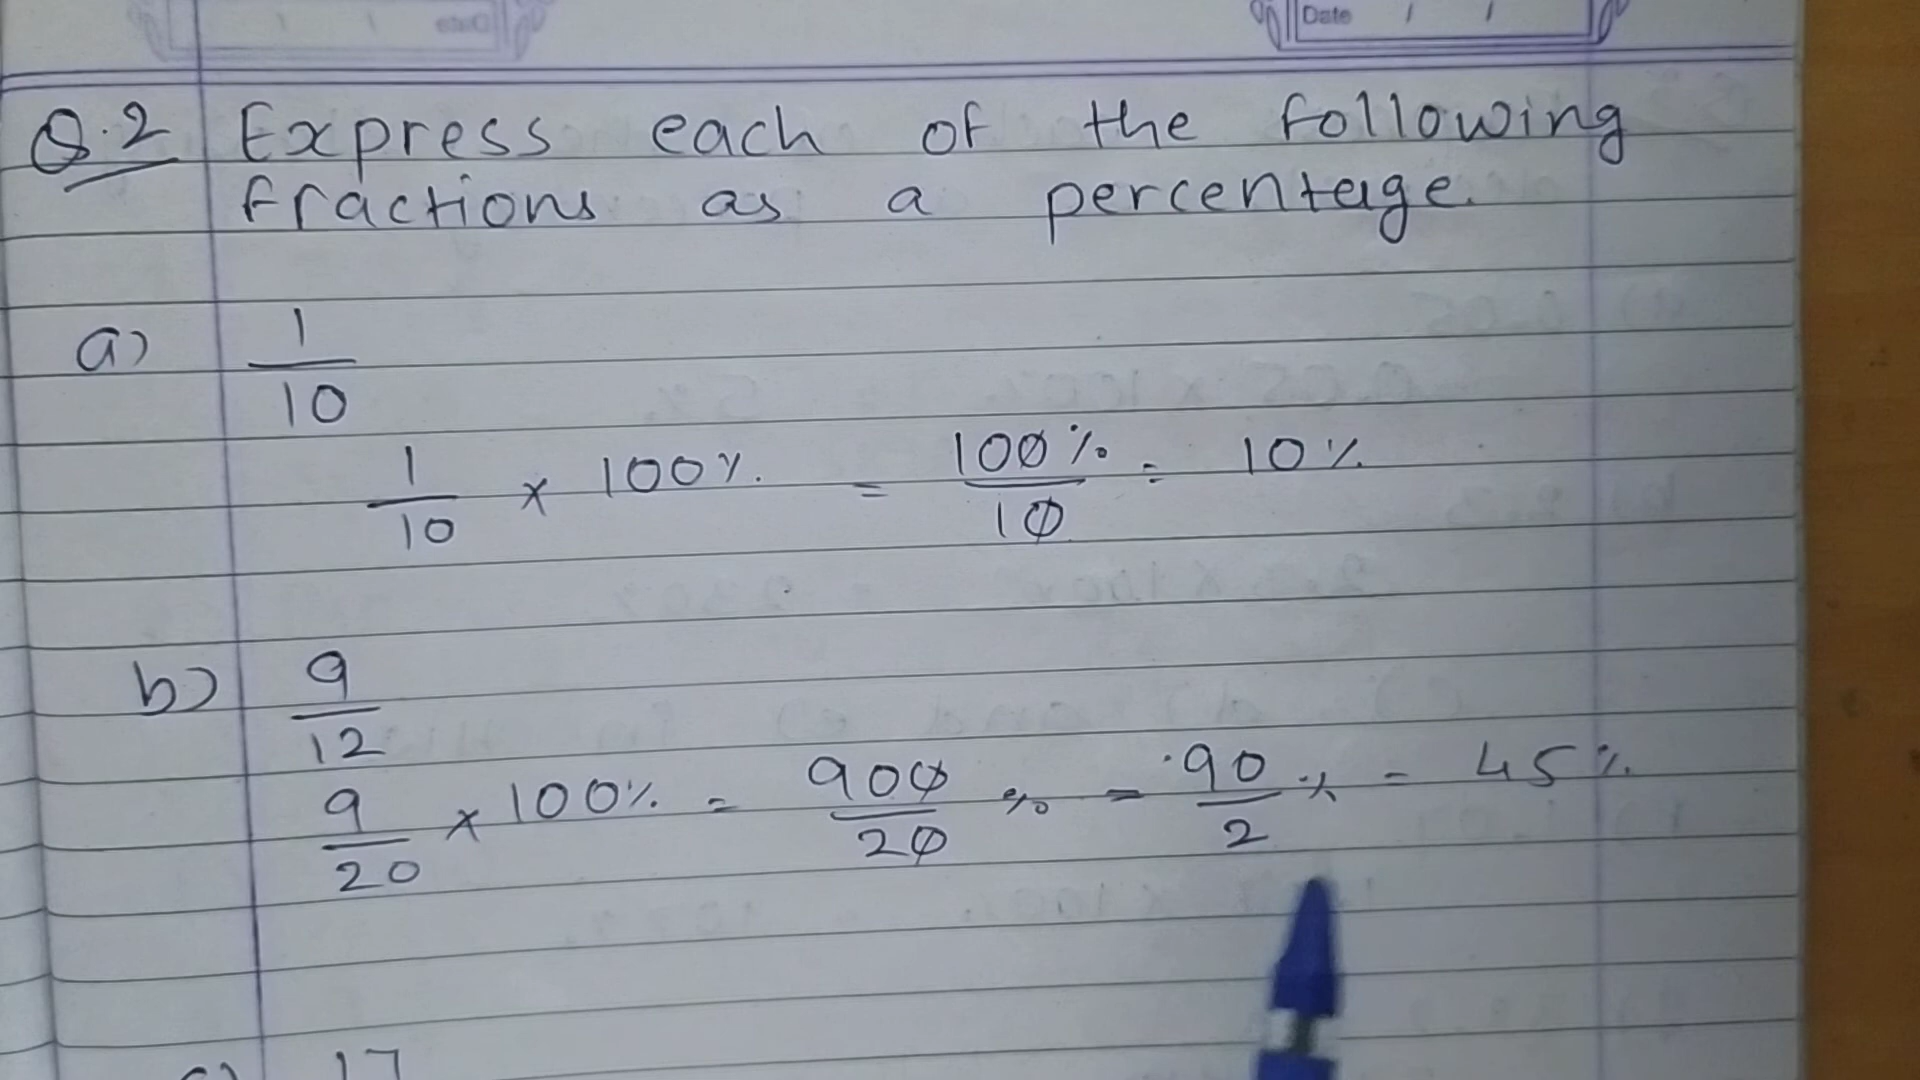 Date / /
Q.2 Express each of the following
fractions as a percentage.
a) 1/10
1/10 × 100% = 100%/10 = 10%
b) 9/12
9/20 × 100% = 900/20 % = 90/2 % = 45%
c) 17